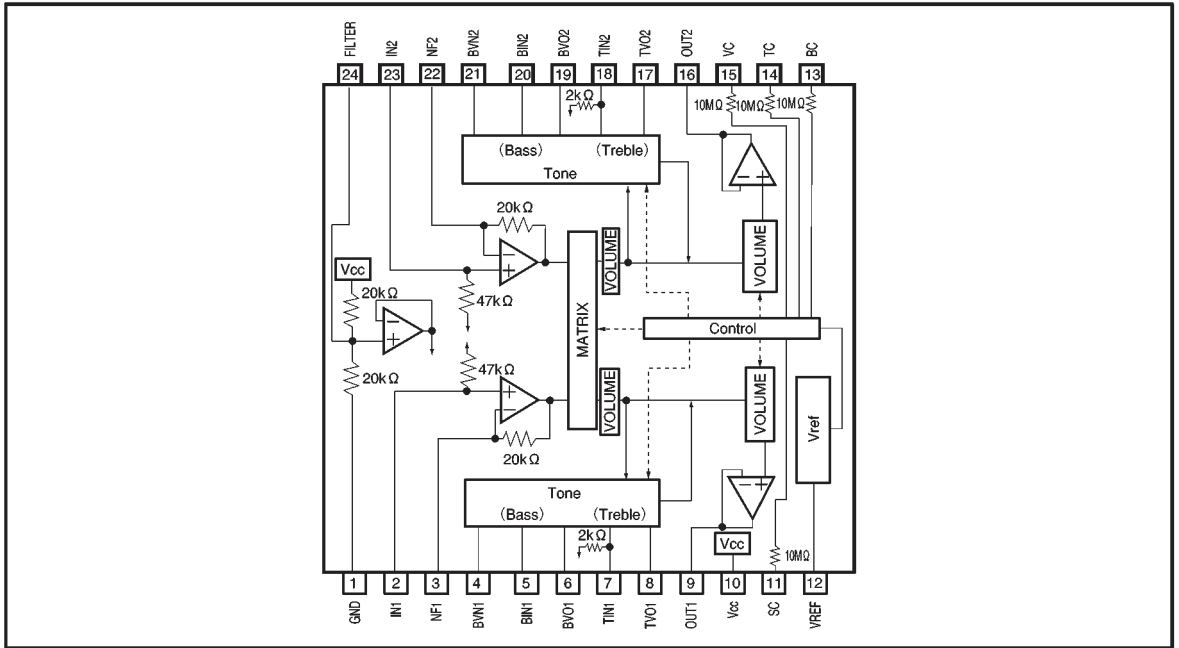 FILTER IN2 NF2 BVN2 BIN2 BVO2 TIN2 TVO2 OUT2 VC TC BC
24 23 22 21 20 19 18 17 16 15 14 13
2kΩ 10MΩ 10MΩ 10MΩ
(Bass) (Treble)
Tone
20kΩ
VOLUME
VOLUME
Vcc
47kΩ
20kΩ
MATRIX
Control
47kΩ
20kΩ
VOLUME
VOLUME
Vref
20kΩ
Tone
(Bass) (Treble)
2kΩ
Vcc
10MΩ
1 2 3 4 5 6 7 8 9 10 11 12
GND IN1 NF1 BVN1 BIN1 BVO1 TIN1 TVO1 OUT1 Vcc SC VREF